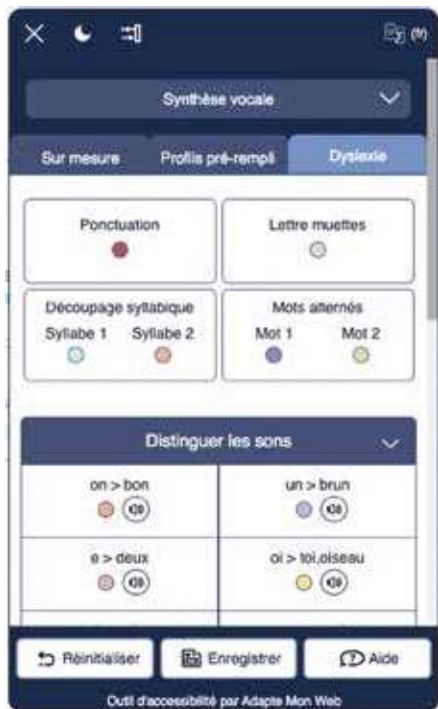 (fr)
Synthèse vocale
Sur mesure Profils pré-rempli Dyslexie
Ponctuation Lettre muettes
Découpage syllabique Mots alternés
Syllabe 1 Syllabe 2 Mot 1 Mot 2
Distinguer les sons
on > bon un > brun
e > deux oi > toi,oiseau
Réinitialiser Enregistrer Aide
Outil d'accessibilité par Adapte Mon Web